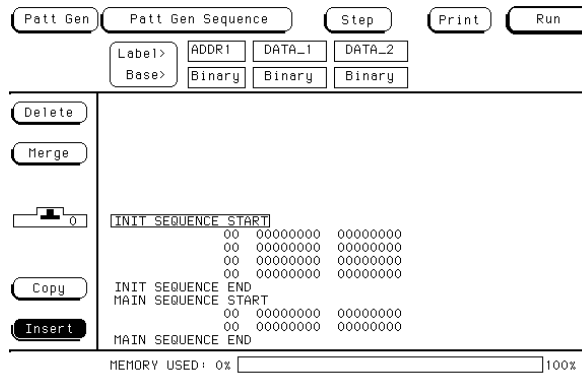 Patt Gen Patt Gen Sequence Step Print Run
Label> ADDR1 DATA_1 DATA_2
Base> Binary Binary Binary
Delete
Merge
0 INIT SEQUENCE START
00 00000000 00000000
00 00000000 00000000
00 00000000 00000000
00 00000000 00000000
Copy INIT SEQUENCE END
MAIN SEQUENCE START
00 00000000 00000000
Insert 00 00000000 00000000
MAIN SEQUENCE END
MEMORY USED: 0% 100%